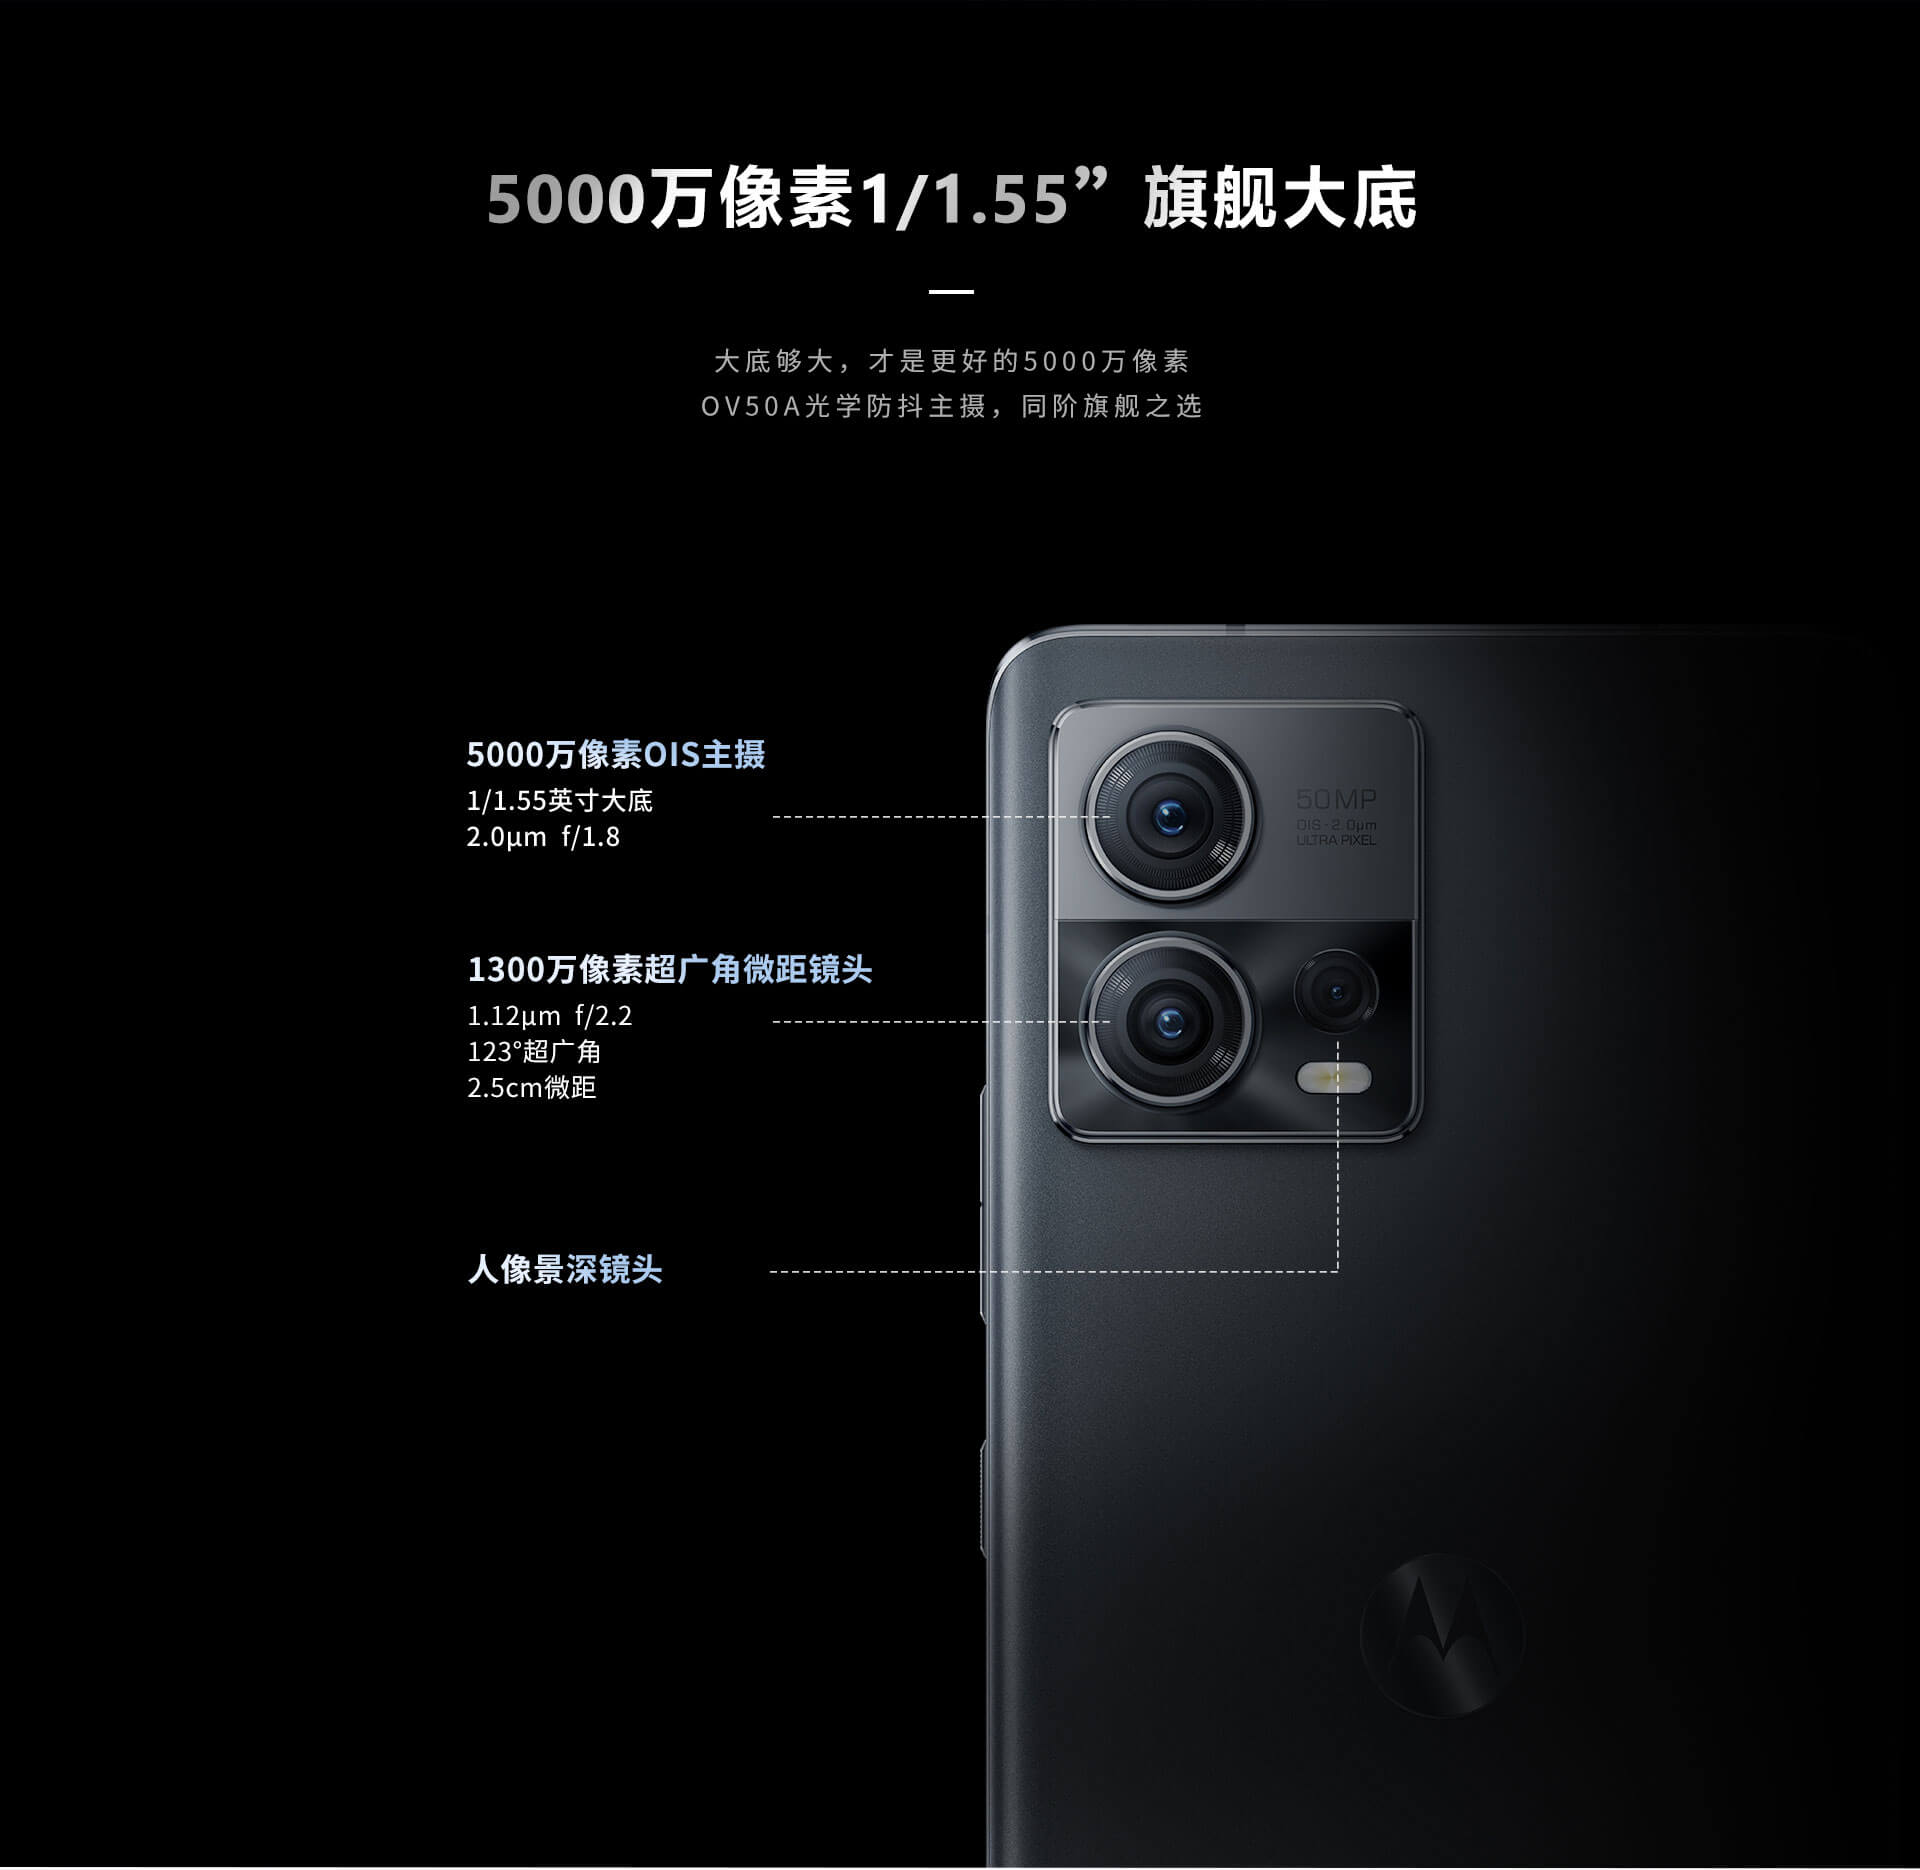 5000万像素1/1.55”旗舰大底
大底够大，才是更好的5000万像素
OV50A光学防抖主摄，同阶旗舰之选
5000万像素OIS主摄
1/1.55英寸大底
2.0μm f/1.8
50MP
OIS-2.0μm
ULTRA PIXEL
1300万像素超广角微距镜头
1.12μm f/2.2
123°超广角
2.5cm微距
人像景深镜头